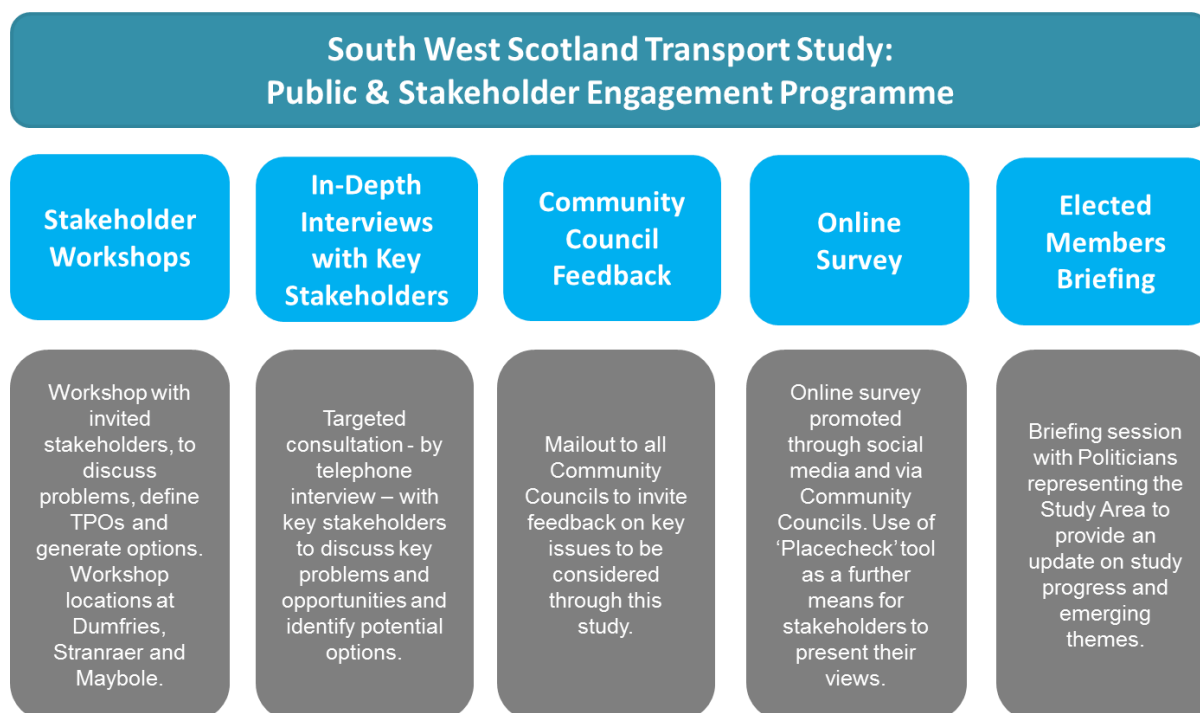 South West Scotland Transport Study:
Public & Stakeholder Engagement Programme
Stakeholder
Workshops
In-Depth
Interviews
with Key
Stakeholders
Community
Council
Feedback
Online
Survey
Elected
Members
Briefing
Workshop with
invited
stakeholders, to
discuss
problems, define
TPOs and
generate options.
Workshop
locations at
Dumfries,
Stranraer and
Maybole.
Targeted
consultation - by
telephone
interview – with
key stakeholders
to discuss key
problems and
opportunities and
identify potential
options.
Mailout to all
Community
Councils to invite
feedback on key
issues to be
considered
through this
study.
Online survey
promoted
through social
media and via
Community
Councils. Use of
‘Placecheck’ tool
as a further
means for
stakeholders to
present their
views.
Briefing session
with Politicians
representing the
Study Area to
provide an
update on study
progress and
emerging
themes.